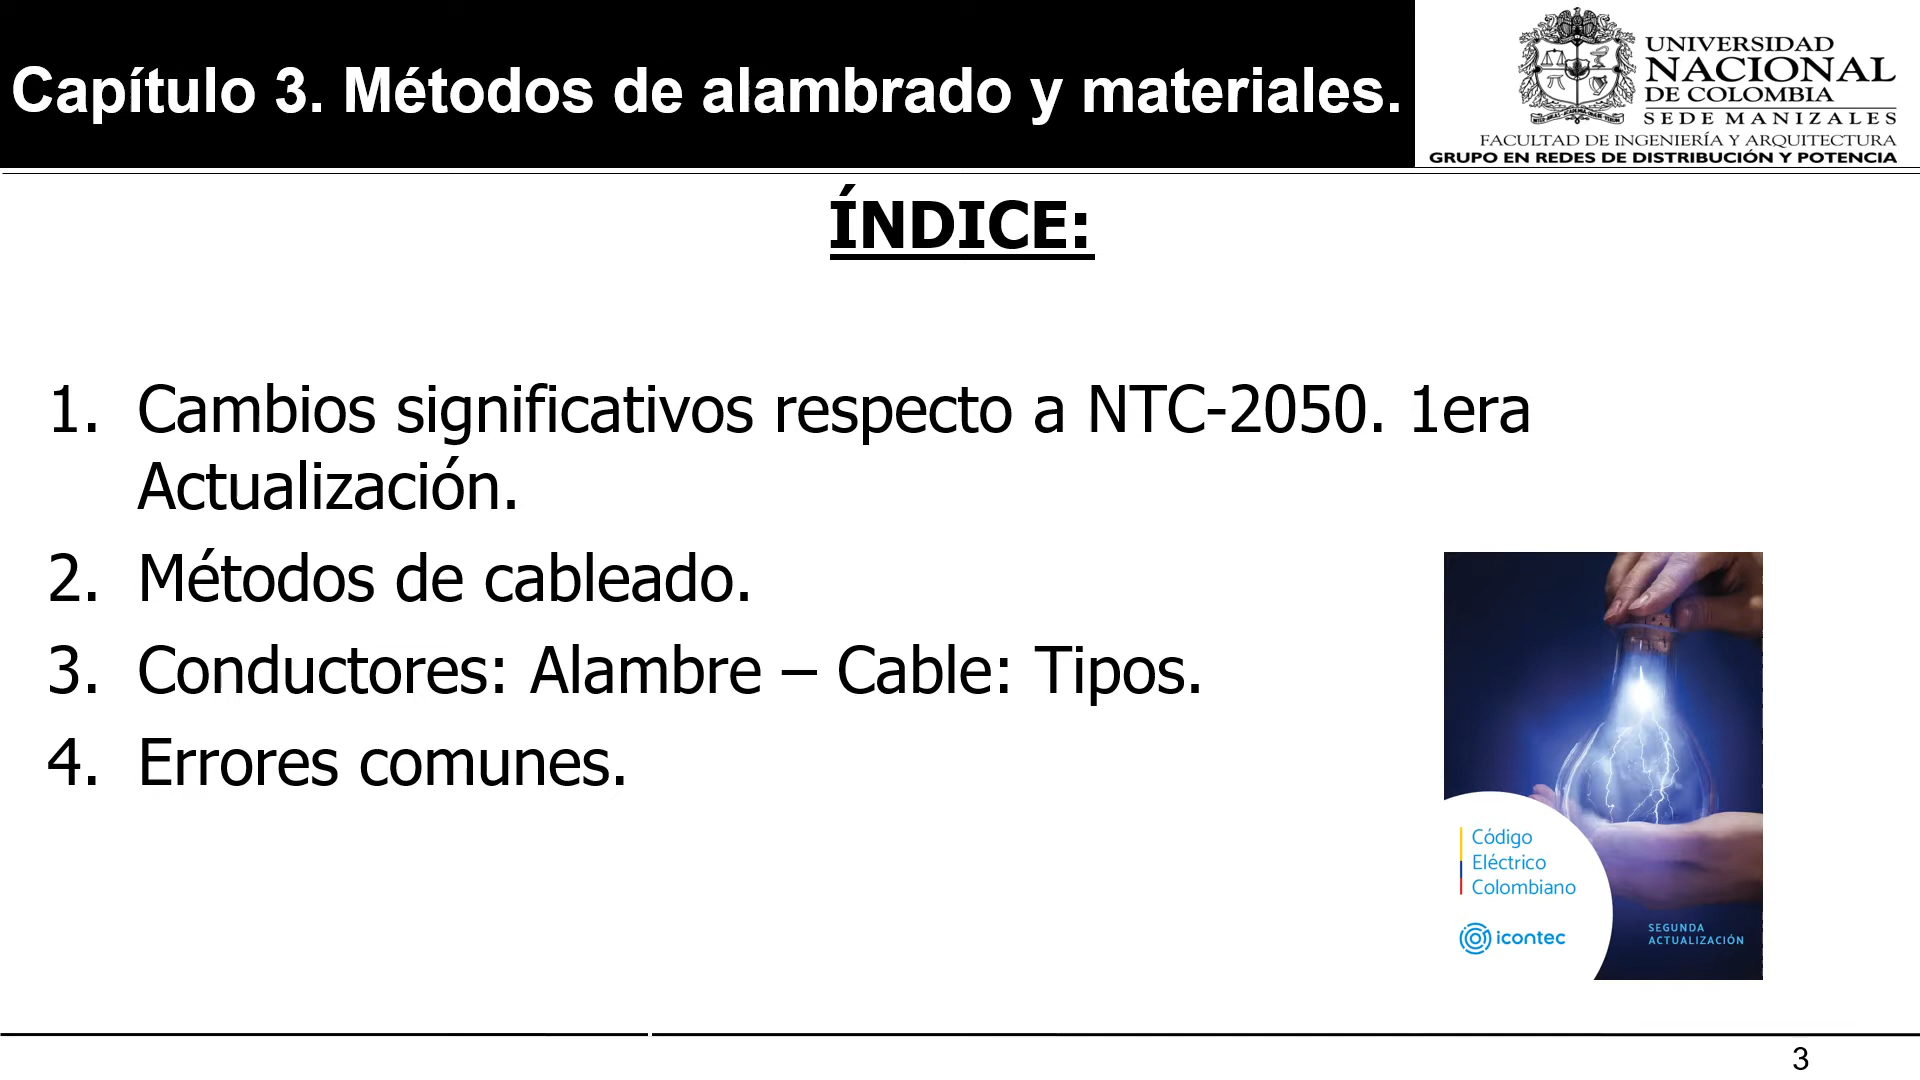 Capítulo 3. Métodos de alambrado y materiales.
UNIVERSIDAD
NACIONAL
DE COLOMBIA
SEDE MANIZALES
FACULTAD DE INGENIERÍA Y ARQUITECTURA
GRUPO EN REDES DE DISTRIBUCIÓN Y POTENCIA
ÍNDICE:
1. Cambios significativos respecto a NTC-2050. 1era
Actualización.
2. Métodos de cableado.
3. Conductores: Alambre – Cable: Tipos.
4. Errores comunes.
Código
Eléctrico
Colombiano
icontec
SEGUNDA
ACTUALIZACIÓN
3